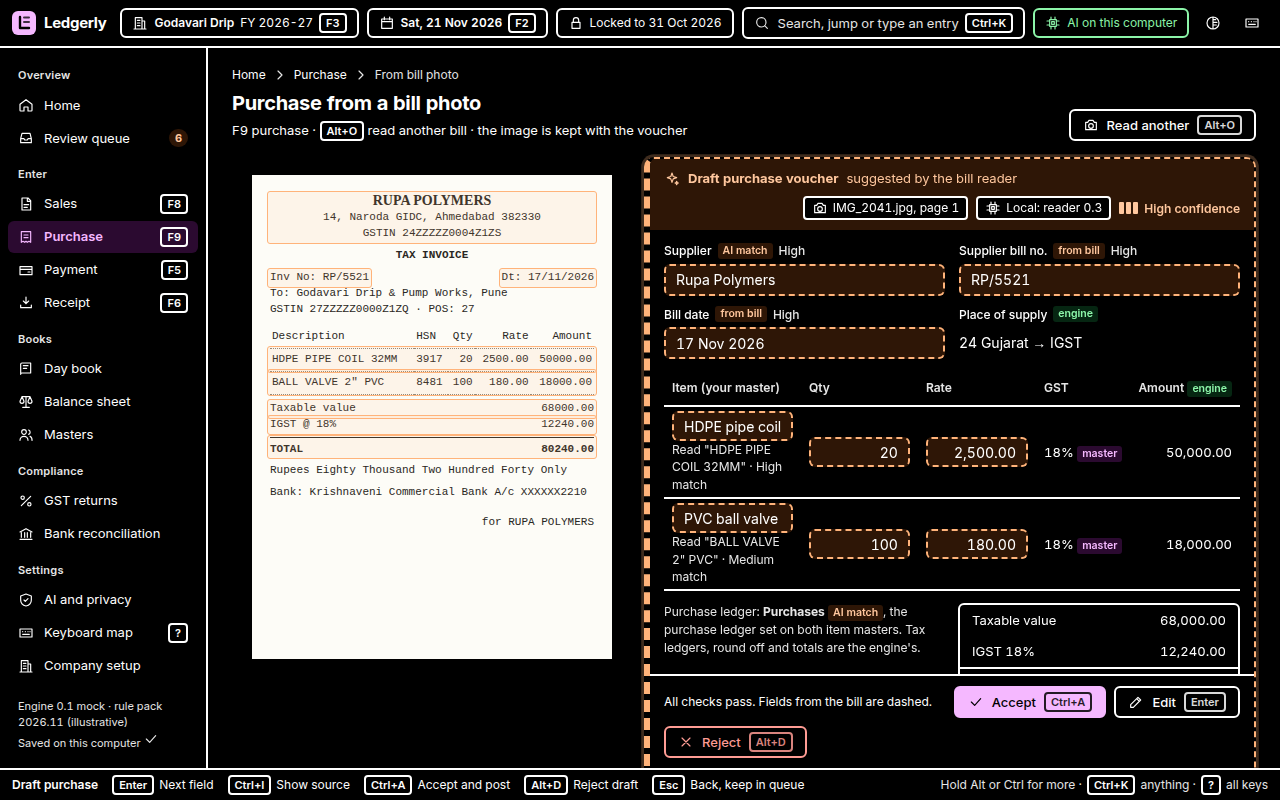 Ledgerly
Godavari Drip FY 2026-27 F3
Sat, 21 Nov 2026 F2
Locked to 31 Oct 2026
Search, jump or type an entry Ctrl+K
AI on this computer
Overview
Home
Review queue 6
Enter
Sales F8
Purchase F9
Payment F5
Receipt F6
Books
Day book
Balance sheet
Masters
Compliance
GST returns
Bank reconciliation
Settings
AI and privacy
Keyboard map ?
Company setup
Engine 0.1 mock · rule pack
2026.11 (illustrative)
Saved on this computer
Home > Purchase > From bill photo
Purchase from a bill photo
F9 purchase · Alt+O read another bill · the image is kept with the voucher
Read another Alt+O
RUPA POLYMERS
14, Naroda GIDC, Ahmedabad 382330
GSTIN 24ZZZZZ0004Z1ZS
TAX INVOICE
Inv No: RP/5521 Dt: 17/11/2026
To: Godavari Drip & Pump Works, Pune
GSTIN 27ZZZZZ0000Z1ZQ · POS: 27
Description HSN Qty Rate Amount
HDPE PIPE COIL 32MM 3917 20 2500.00 50000.00
BALL VALVE 2" PVC 8481 100 180.00 18000.00
Taxable value 68000.00
IGST @ 18% 12240.00
TOTAL 80240.00
Rupees Eighty Thousand Two Hundred Forty Only
Bank: Krishnaveni Commercial Bank A/c XXXXXX2210
for RUPA POLYMERS
Draft purchase voucher suggested by the bill reader
IMG_2041.jpg, page 1
Local: reader 0.3
High confidence
Supplier AI match High
Rupa Polymers
Supplier bill no. from bill High
RP/5521
Bill date from bill High
17 Nov 2026
Place of supply engine
24 Gujarat → IGST
Item (your master) Qty Rate GST Amount engine
HDPE pipe coil
Read "HDPE PIPE
COIL 32MM" · High
match
20 2,500.00 18% master 50,000.00
PVC ball valve
Read "BALL VALVE
2" PVC" · Medium
match
100 180.00 18% master 18,000.00
Purchase ledger: Purchases AI match, the
purchase ledger set on both item masters. Tax
ledgers, round off and totals are the engine's.
Taxable value 68,000.00
IGST 18% 12,240.00
All checks pass. Fields from the bill are dashed.
Accept Ctrl+A
Edit Enter
Reject Alt+D
Draft purchase Enter Next field Ctrl+I Show source Ctrl+A Accept and post Alt+D Reject draft Esc Back, keep in queue
Hold Alt or Ctrl for more · Ctrl+K anything · ? all keys